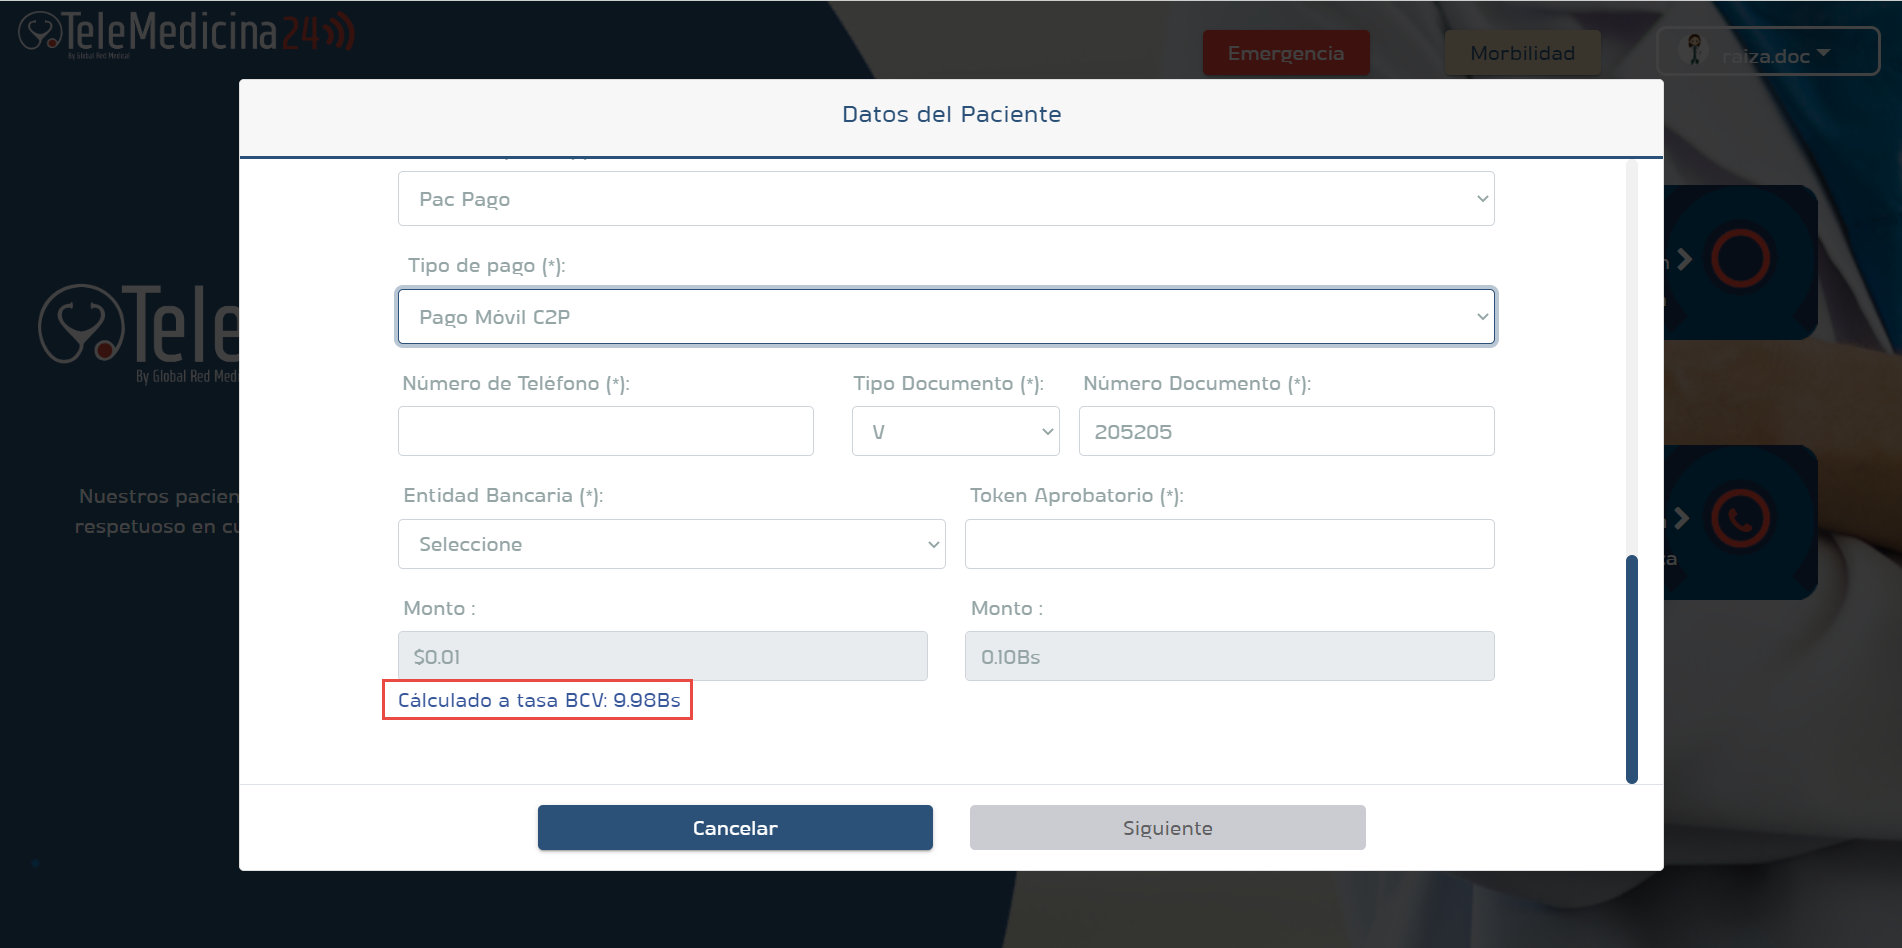 TeleMedicina24
By Global Red Medical
Emergencia
Morbilidad
raiza.doc
Datos del Paciente
Pac Pago
Tipo de pago (*):
Pago Móvil C2P
Número de Teléfono (*):
Tipo Documento (*):
Número Documento (*):
V
205205
Entidad Bancaria (*):
Token Aprobatorio (*):
Seleccione
Monto :
Monto :
$0.01
0.10Bs
Cálculado a tasa BCV: 9.98Bs
Cancelar
Siguiente
Tele
By Global Red Medi
Nuestros pacien
respetuoso en cu